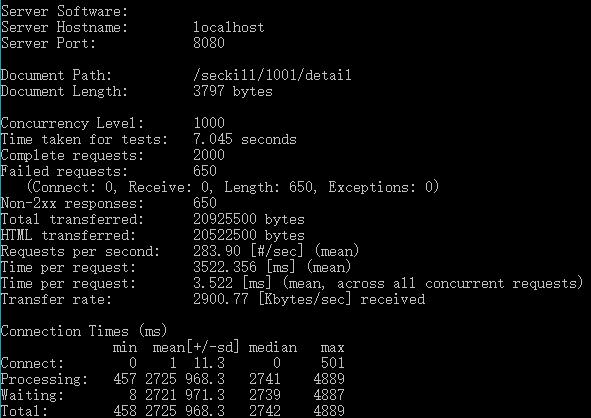 Server Software:
Server Hostname:        localhost
Server Port:            8080
Document Path:          /seckill/1001/detail
Document Length:        3797 bytes
Concurrency Level:      1000
Time taken for tests:   7.045 seconds
Complete requests:      2000
Failed requests:        650
   (Connect: 0, Receive: 0, Length: 650, Exceptions: 0)
Non-2xx responses:      650
Total transferred:      20925500 bytes
HTML transferred:       20522500 bytes
Requests per second:    283.90 [#/sec] (mean)
Time per request:       3522.356 [ms] (mean)
Time per request:       3.522 [ms] (mean, across all concurrent requests)
Transfer rate:          2900.77 [Kbytes/sec] received
Connection Times (ms)
              min  mean[+/-sd] median   max
Connect:        0    1  11.3      0     501
Processing:   457 2725 968.3   2741    4889
Waiting:        8 2721 971.3   2739    4887
Total:        458 2725 968.3   2742    4889